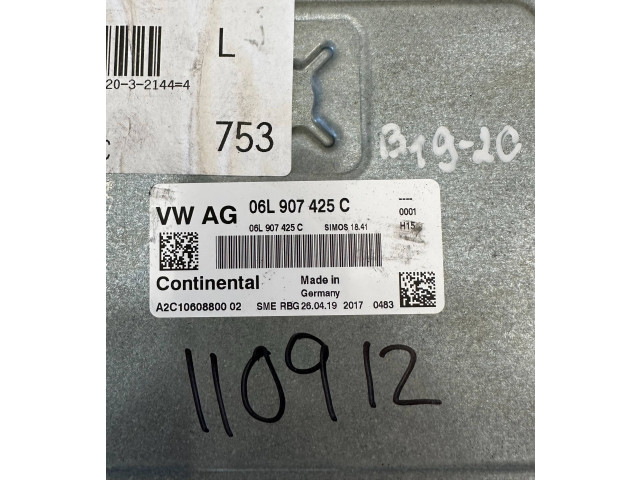 L
20-3-2144=4
C
753
B19-20
VW AG 06L 907 425 C ----
06L 907 425 C SIMOS 18.41 0001
H15
Continental Made in
Germany
A2C10608800 02 SME RBG 26.04.19 2017 0483
110912